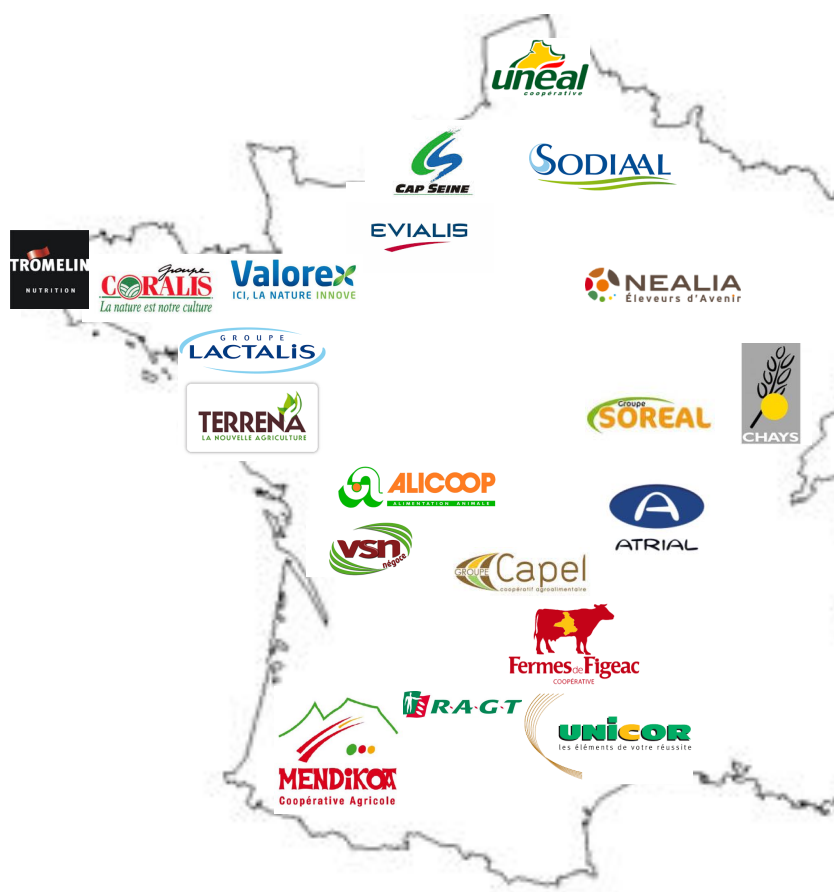 unéal
coopérative
CAP SEINE
SODIAAL
EVIALIS
TROMELIN
NUTRITION
Groupe
CORALIS
La nature est notre culture
Valorex
ICI, LA NATURE INNOVE
NEALIA
Éleveurs d'Avenir
GROUPE
LACTALiS
TERRENA
LA NOUVELLE AGRICULTURE
Groupe
SOREAL
CHAYS
ALICOOP
ALIMENTATION ANIMALE
vsn
négoce
A
ATRIAL
GROUPE Capel
coopératif agroalimentaire
Fermes de Figeac
COOPÉRATIVE
R·A·G·T
UNiCOR
les éléments de votre réussite
MENDiKOA
Coopérative Agricole